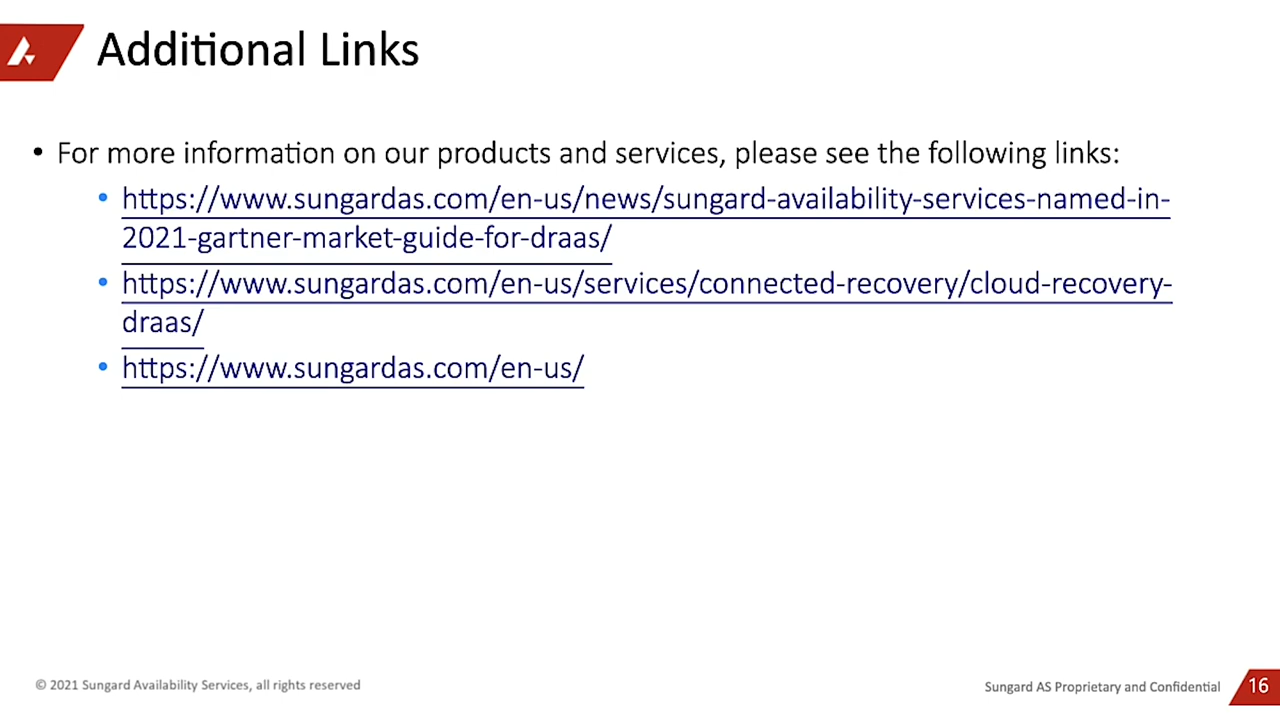 Additional Links
• For more information on our products and services, please see the following links:
• https://www.sungardas.com/en-us/news/sungard-availability-services-named-in-
2021-gartner-market-guide-for-draas/
• https://www.sungardas.com/en-us/services/connected-recovery/cloud-recovery-
draas/
• https://www.sungardas.com/en-us/
© 2021 Sungard Availability Services, all rights reserved
Sungard AS Proprietary and Confidential
16